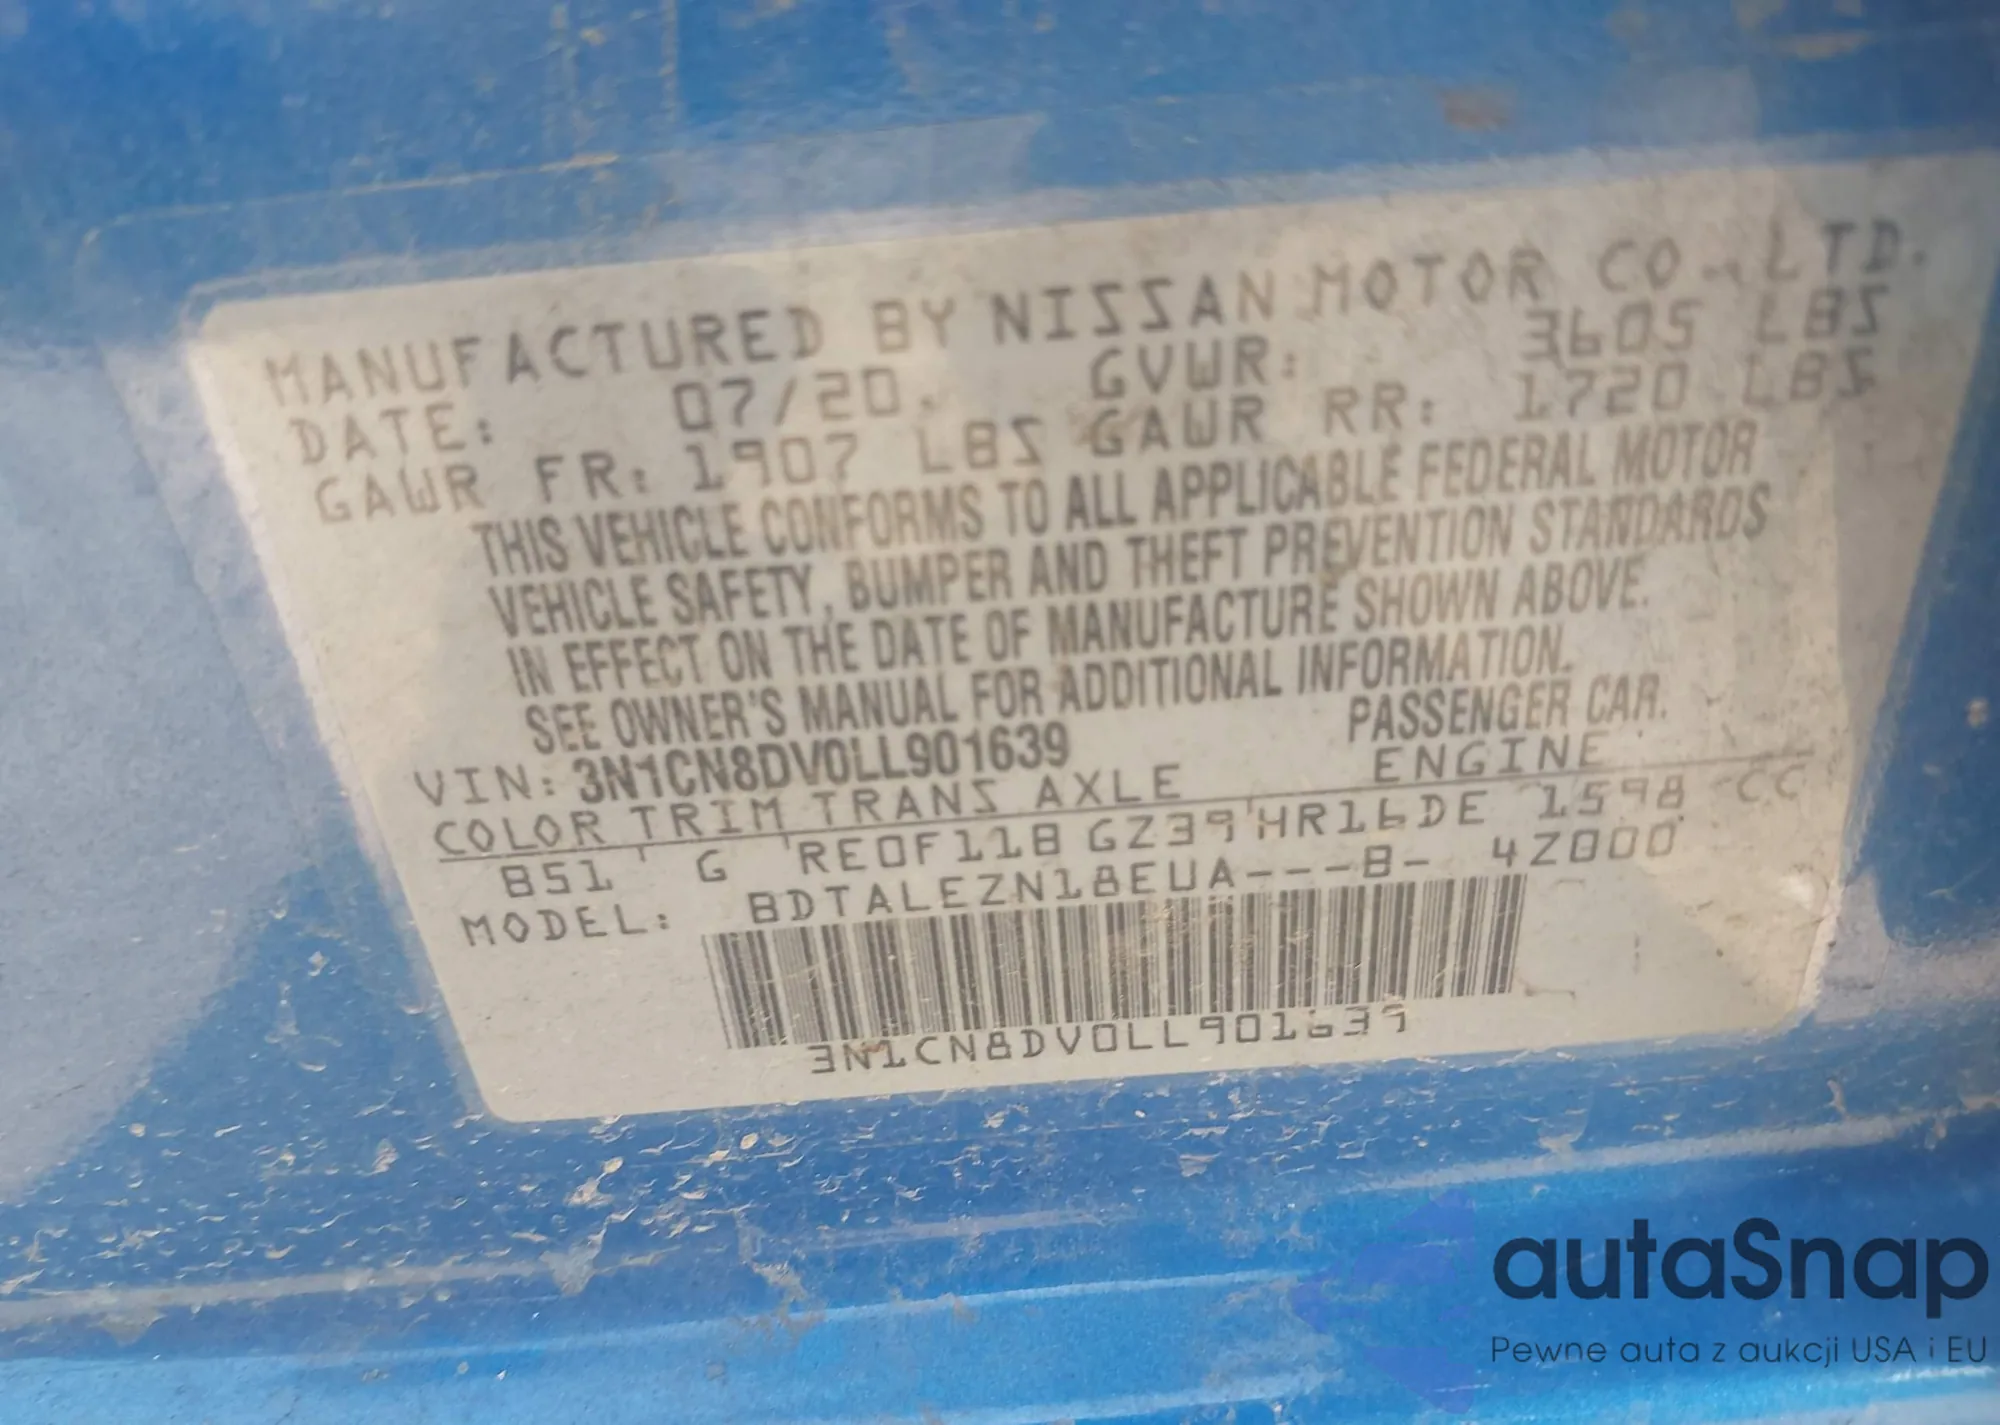 MANUFACTURED BY NISSAN MOTOR CO., LTD.
DATE: 07/20. GVWR: 3605 LBS
GAWR FR: 1907 LBS GAWR RR: 1720 LBS
THIS VEHICLE CONFORMS TO ALL APPLICABLE FEDERAL MOTOR
VEHICLE SAFETY, BUMPER AND THEFT PREVENTION STANDARDS
IN EFFECT ON THE DATE OF MANUFACTURE SHOWN ABOVE.
SEE OWNER'S MANUAL FOR ADDITIONAL INFORMATION.
VIN: 3N1CN8DV0LL901639 PASSENGER CAR.
COLOR TRIM TRANS AXLE ENGINE
B51 G RE0F11B GZ39 HR16DE 1598 CC
MODEL: BDTALEZN18EUA---B- 4Z000
3N1CN8DV0LL901639
autaSnap
Pewne auta z aukcji USA i EU